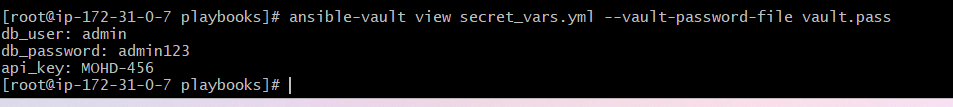 [root@ip-172-31-0-7 playbooks]# ansible-vault view secret_vars.yml --vault-password-file vault.pass
db_user: admin
db_password: admin123
api_key: MOHD-456
[root@ip-172-31-0-7 playbooks]#